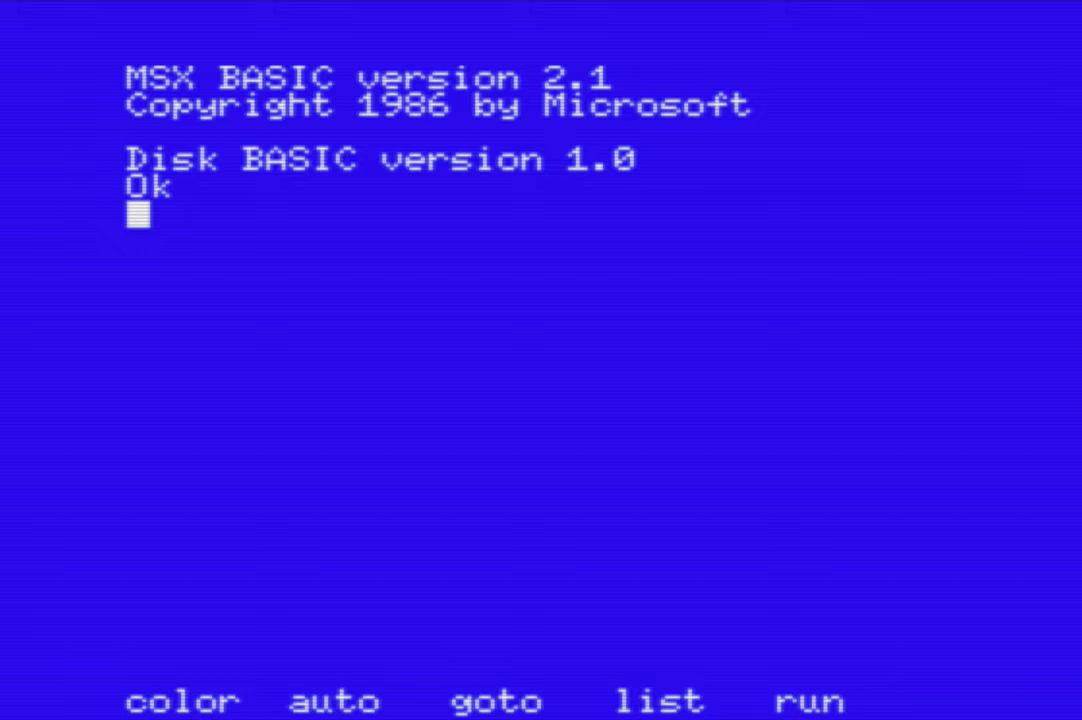 MSX BASIC version 2.1
Copyright 1986 by Microsoft
Disk BASIC version 1.0
Ok
color auto goto list run